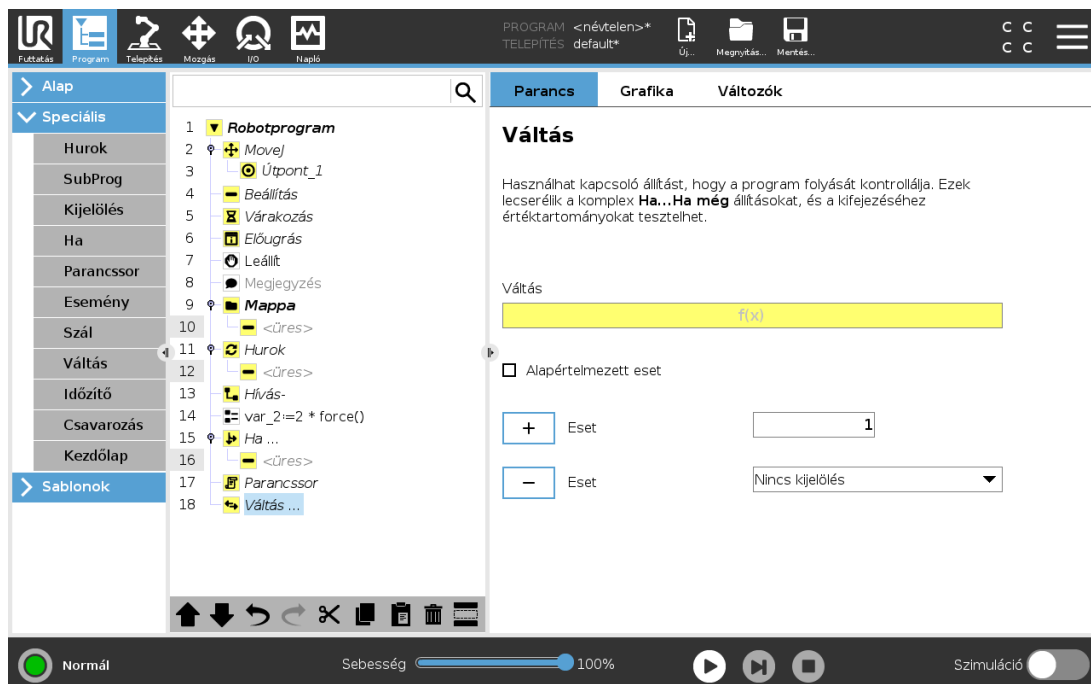 UR
Futtatás
Program
Telepítés
Mozgás
I/O
Napló
PROGRAM <névtelen>*
TELEPÍTÉS default*
Új...
Megnyitás...
Mentés...
C C
C C
Alap
Speciális
Hurok
SubProg
Kijelölés
Ha
Parancssor
Esemény
Szál
Váltás
Időzítő
Csavarozás
Kezdőlap
Sablonok
1 Robotprogram
2 MoveJ
3 Útpont_1
4 Beállítás
5 Várakozás
6 Előugrás
7 Leállít
8 Megjegyzés
9 Mappa
10 <üres>
11 Hurok
12 <üres>
13 Hívás-
14 var_2:=2 * force()
15 Ha ...
16 <üres>
17 Parancssor
18 Váltás ...
Parancs
Grafika
Változók
Váltás
Használhat kapcsoló állítást, hogy a program folyását kontrollálja. Ezek
lecserélik a komplex Ha...Ha még állításokat, és a kifejezéséhez
értéktartományokat tesztelhet.
Váltás
f(x)
Alapértelmezett eset
+ Eset 1
− Eset Nincs kijelölés
Normál
Sebesség 100%
Szimuláció